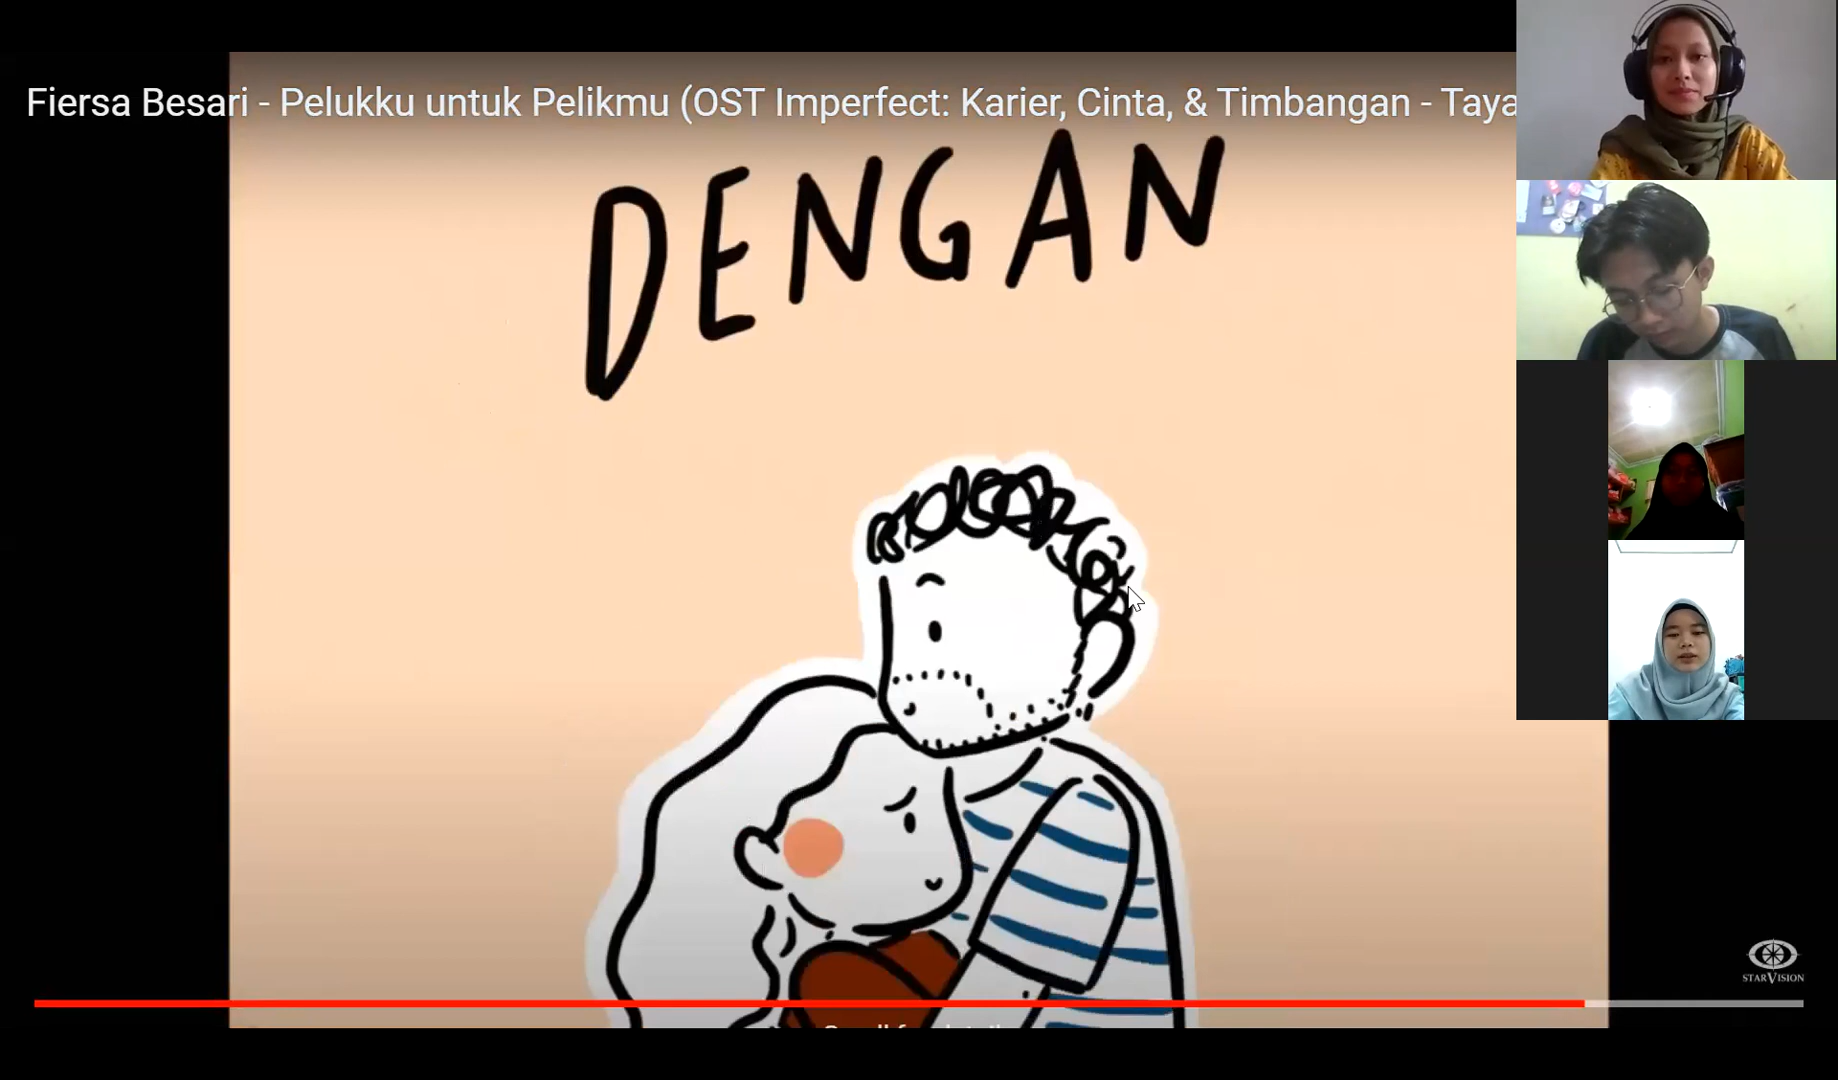 Fiersa Besari - Pelukku untuk Pelikmu (OST Imperfect: Karier, Cinta, & Timbangan - Taya
DENGAN
STARVISION